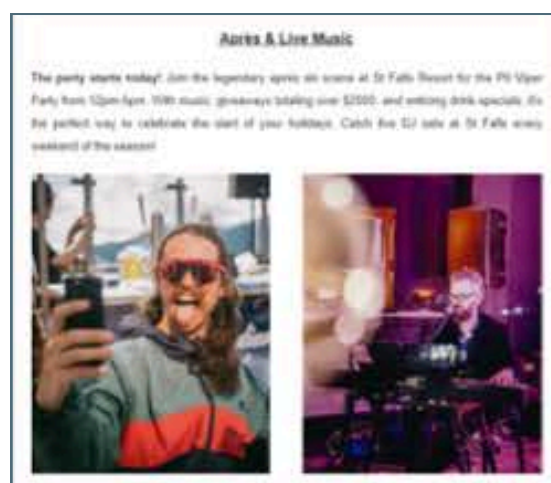 Après & Live Music
The party starts today! Join the legendary après ski scene at St Falls Resort for the Pit Viper
Party from 12pm-5pm. With music, giveaways totaling over $2000, and enticing drink specials, it's
the perfect way to celebrate the start of your holidays. Catch live DJ sets at St Falls every
weekend of the season!